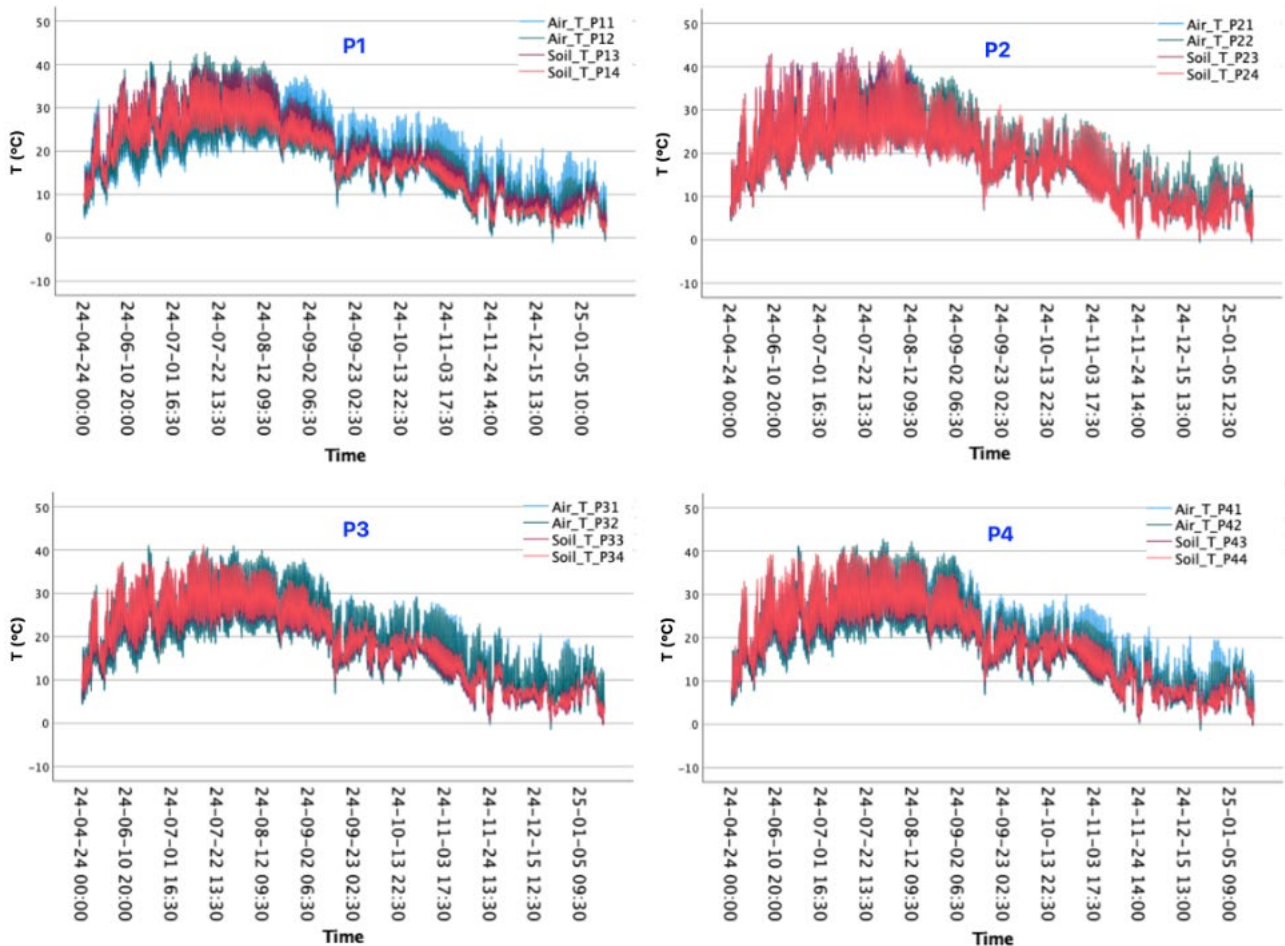 P1
Air_T_P11
Air_T_P12
Soil_T_P13
Soil_T_P14
T (°C)
50
40
30
20
10
0
-10
24-04-24 00:00
24-06-10 20:00
24-07-01 16:30
24-07-22 13:30
24-08-12 09:30
24-09-02 06:30
24-09-23 02:30
24-10-13 22:30
24-11-03 17:30
24-11-24 14:00
24-12-15 13:00
25-01-05 10:00
Time
P2
Air_T_P21
Air_T_P22
Soil_T_P23
Soil_T_P24
T (°C)
50
40
30
20
10
0
-10
24-04-24 00:00
24-06-10 20:00
24-07-01 16:30
24-07-22 13:30
24-08-12 09:30
24-09-02 06:30
24-09-23 02:30
24-10-13 22:30
24-11-03 17:30
24-11-24 14:00
24-12-15 13:00
25-01-05 12:30
Time
P3
Air_T_P31
Air_T_P32
Soil_T_P33
Soil_T_P34
T (°C)
50
40
30
20
10
0
-10
24-04-24 00:00
24-06-10 20:00
24-07-01 16:30
24-07-22 13:30
24-08-12 09:30
24-09-02 06:30
24-09-23 02:30
24-10-13 22:30
24-11-03 17:30
24-11-24 13:30
24-12-15 12:30
25-01-05 09:30
Time
P4
Air_T_P41
Air_T_P42
Soil_T_P43
Soil_T_P44
T (°C)
50
40
30
20
10
0
-10
24-04-24 00:00
24-06-10 20:00
24-07-01 16:30
24-07-22 13:30
24-08-12 09:30
24-09-02 06:30
24-09-23 02:30
24-10-13 22:30
24-11-03 17:30
24-11-24 14:00
24-12-15 13:00
25-01-05 09:00
Time